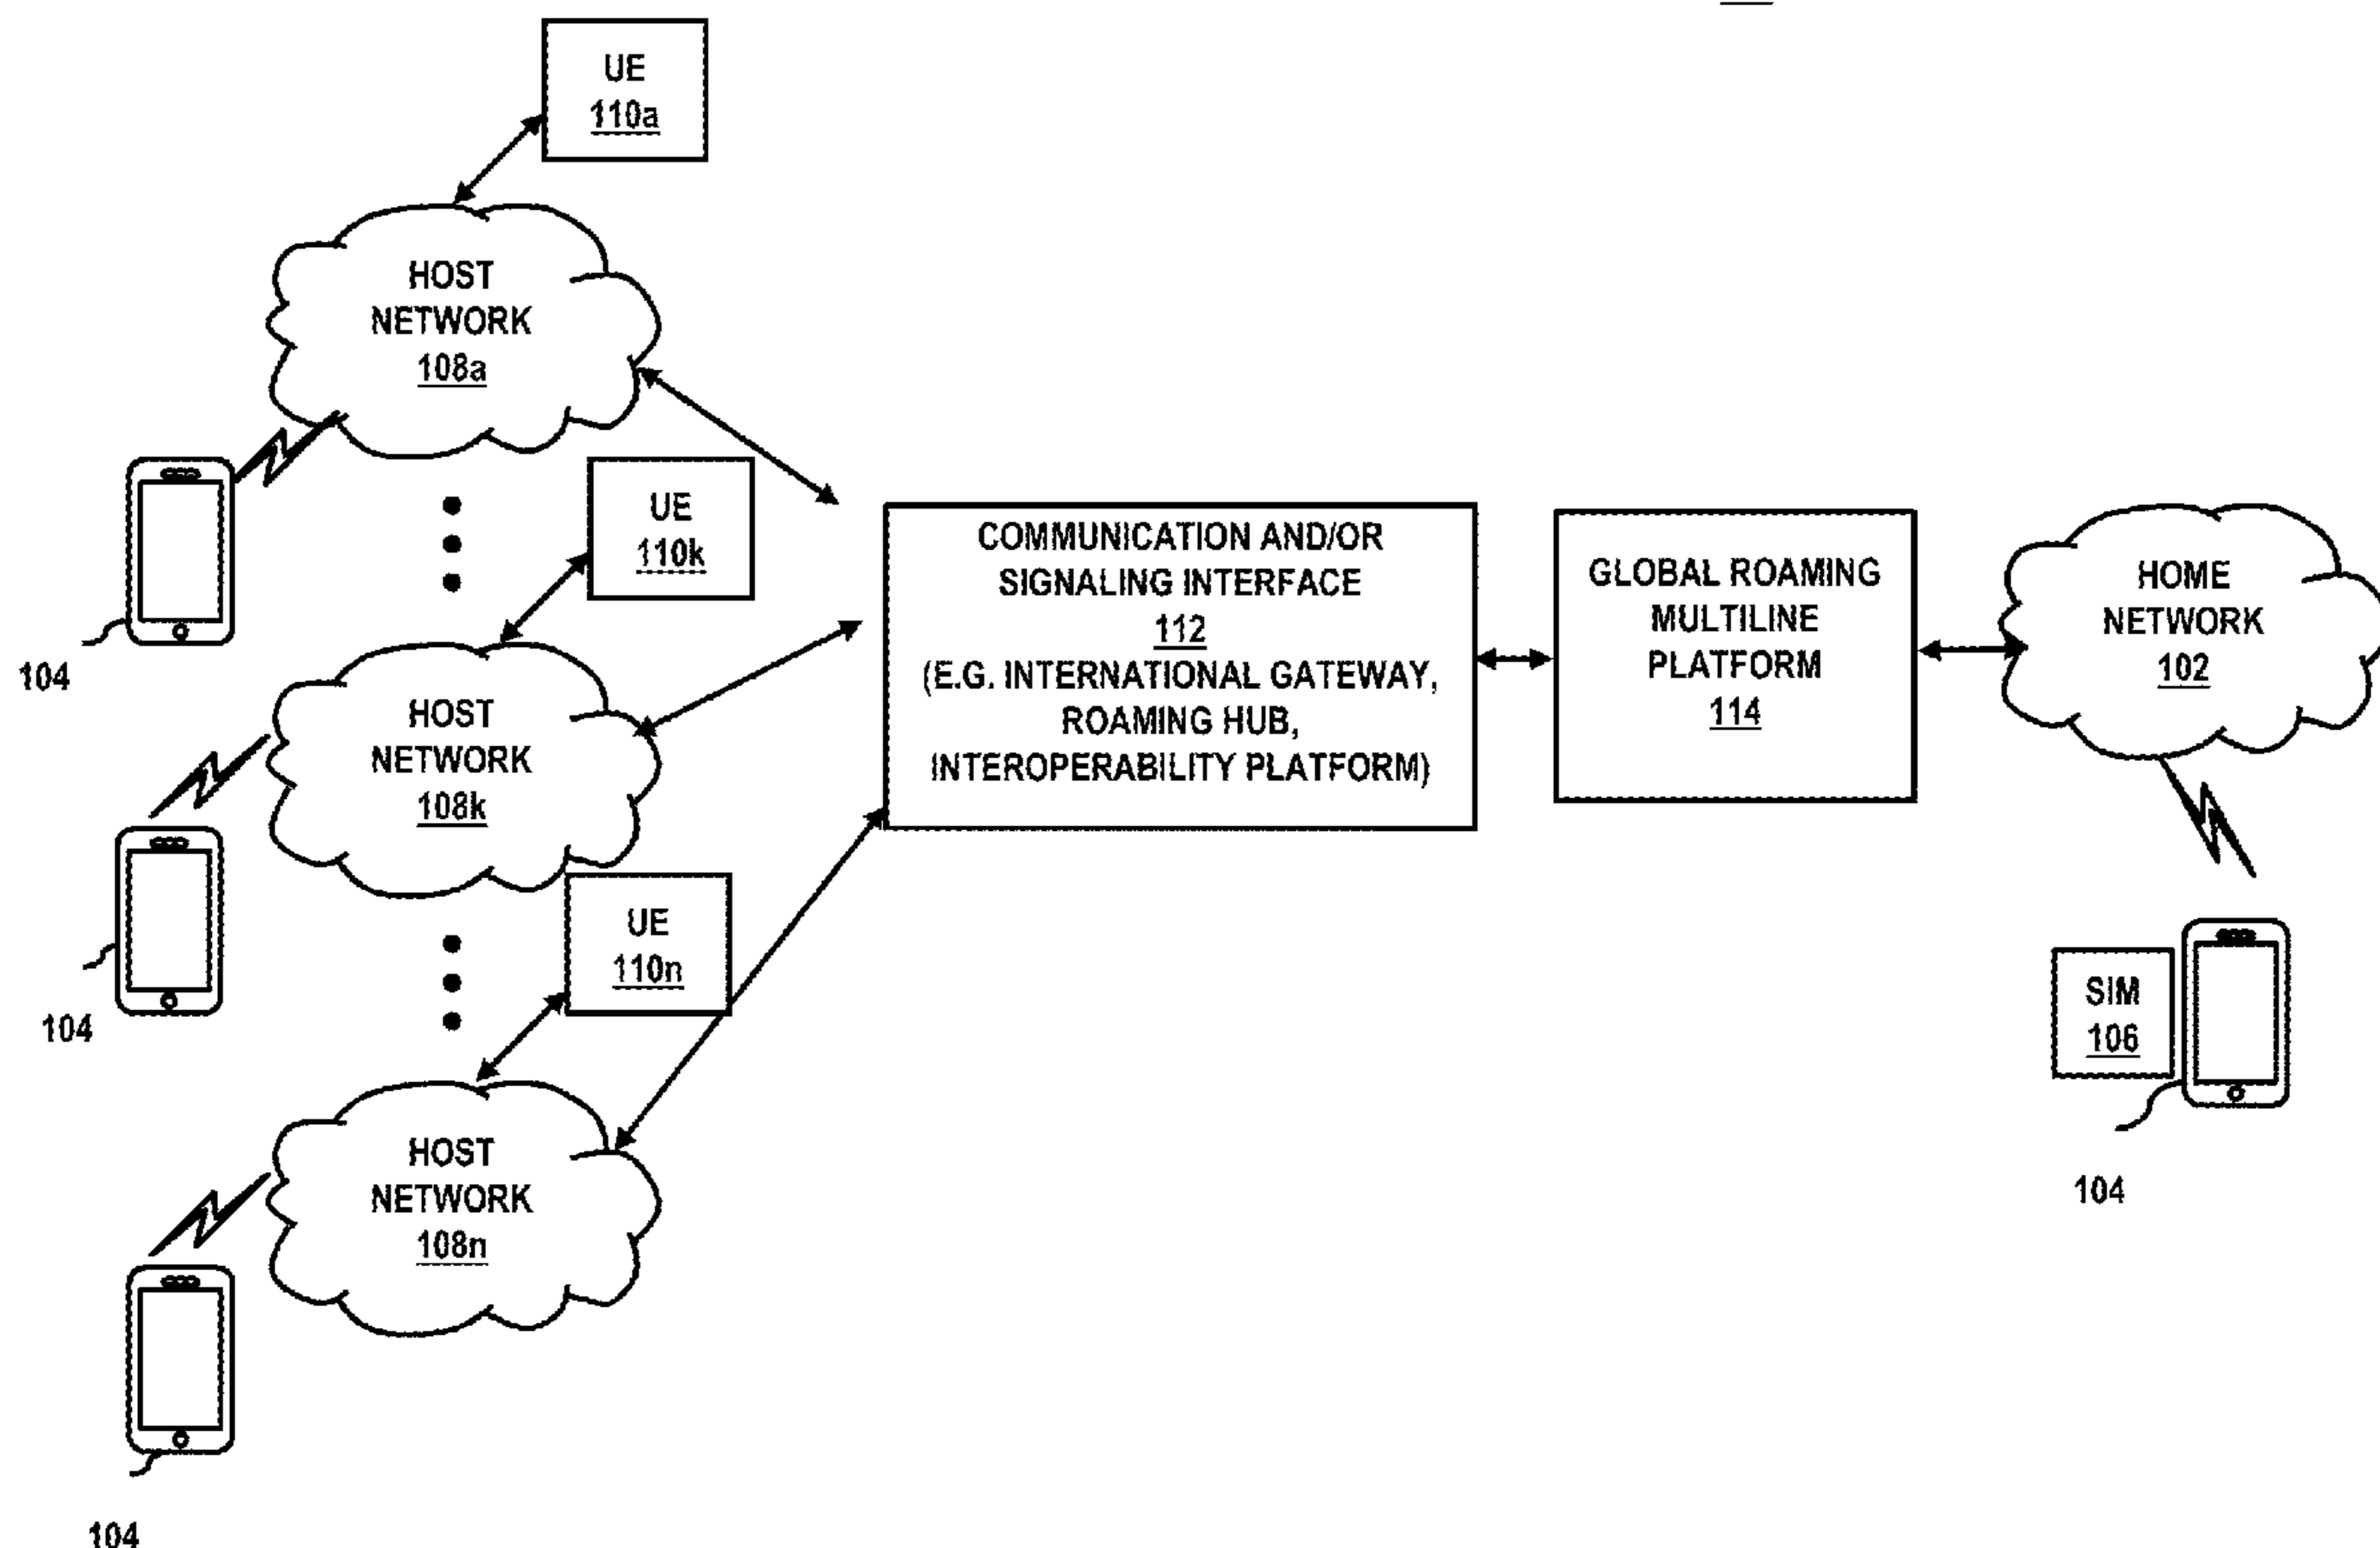 UE
110a
HOST
NETWORK
108a
UE
110k
104
HOST
NETWORK
108k
104
UE
110n
HOST
NETWORK
108n
104
COMMUNICATION AND/OR
SIGNALING INTERFACE
112
(E.G. INTERNATIONAL GATEWAY,
ROAMING HUB,
INTEROPERABILITY PLATFORM)
GLOBAL ROAMING
MULTILINE
PLATFORM
114
HOME
NETWORK
102
SIM
106
104